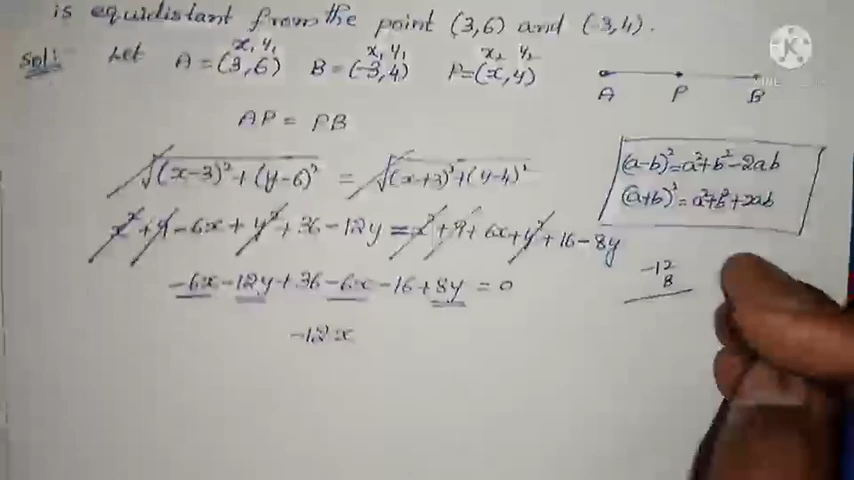 is equidistant from the point (3,6) and (-3,4).
Sol: Let A = (3,6) B = (-3,4) P = (x,y)
x, y₁ x, y₁ x₂ y₂
A P B
AP = PB
√(x-3)²+(y-6)² = √(x+3)²+(y-4)²
(a-b)²=a²+b²-2ab
(a+b)²=a²+b²+2ab
x²+9-6x+y²+36-12y=x²+9+6x+y²+16-8y
-6x-12y+36-6x-16+8y=0
-12
8
-12x